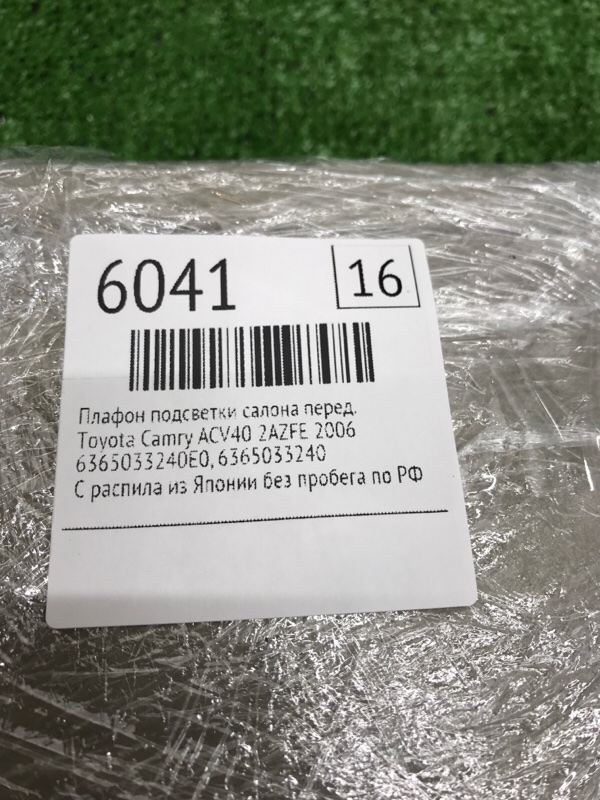 6041
16
Плафон подсветки салона перед.
Toyota Camry ACV40 2AZFE 2006
6365033240E0, 6365033240
С распила из Японии без пробега по РФ